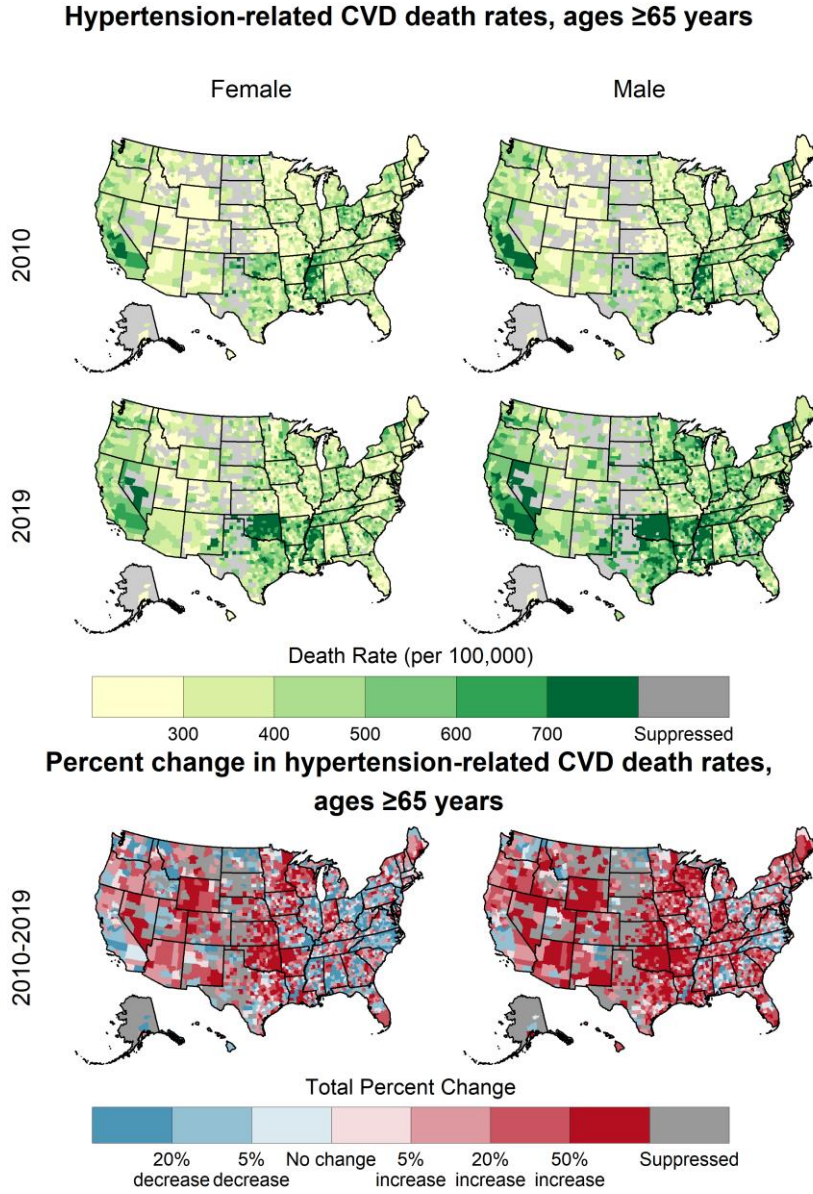 Hypertension-related CVD death rates, ages ≥65 years
Female
Male
2010
2019
Death Rate (per 100,000)
300 400 500 600 700 Suppressed
Percent change in hypertension-related CVD death rates,
ages ≥65 years
2010-2019
Total Percent Change
20% 5% No change 5% 20% 50% Suppressed
decrease decrease increase increase increase